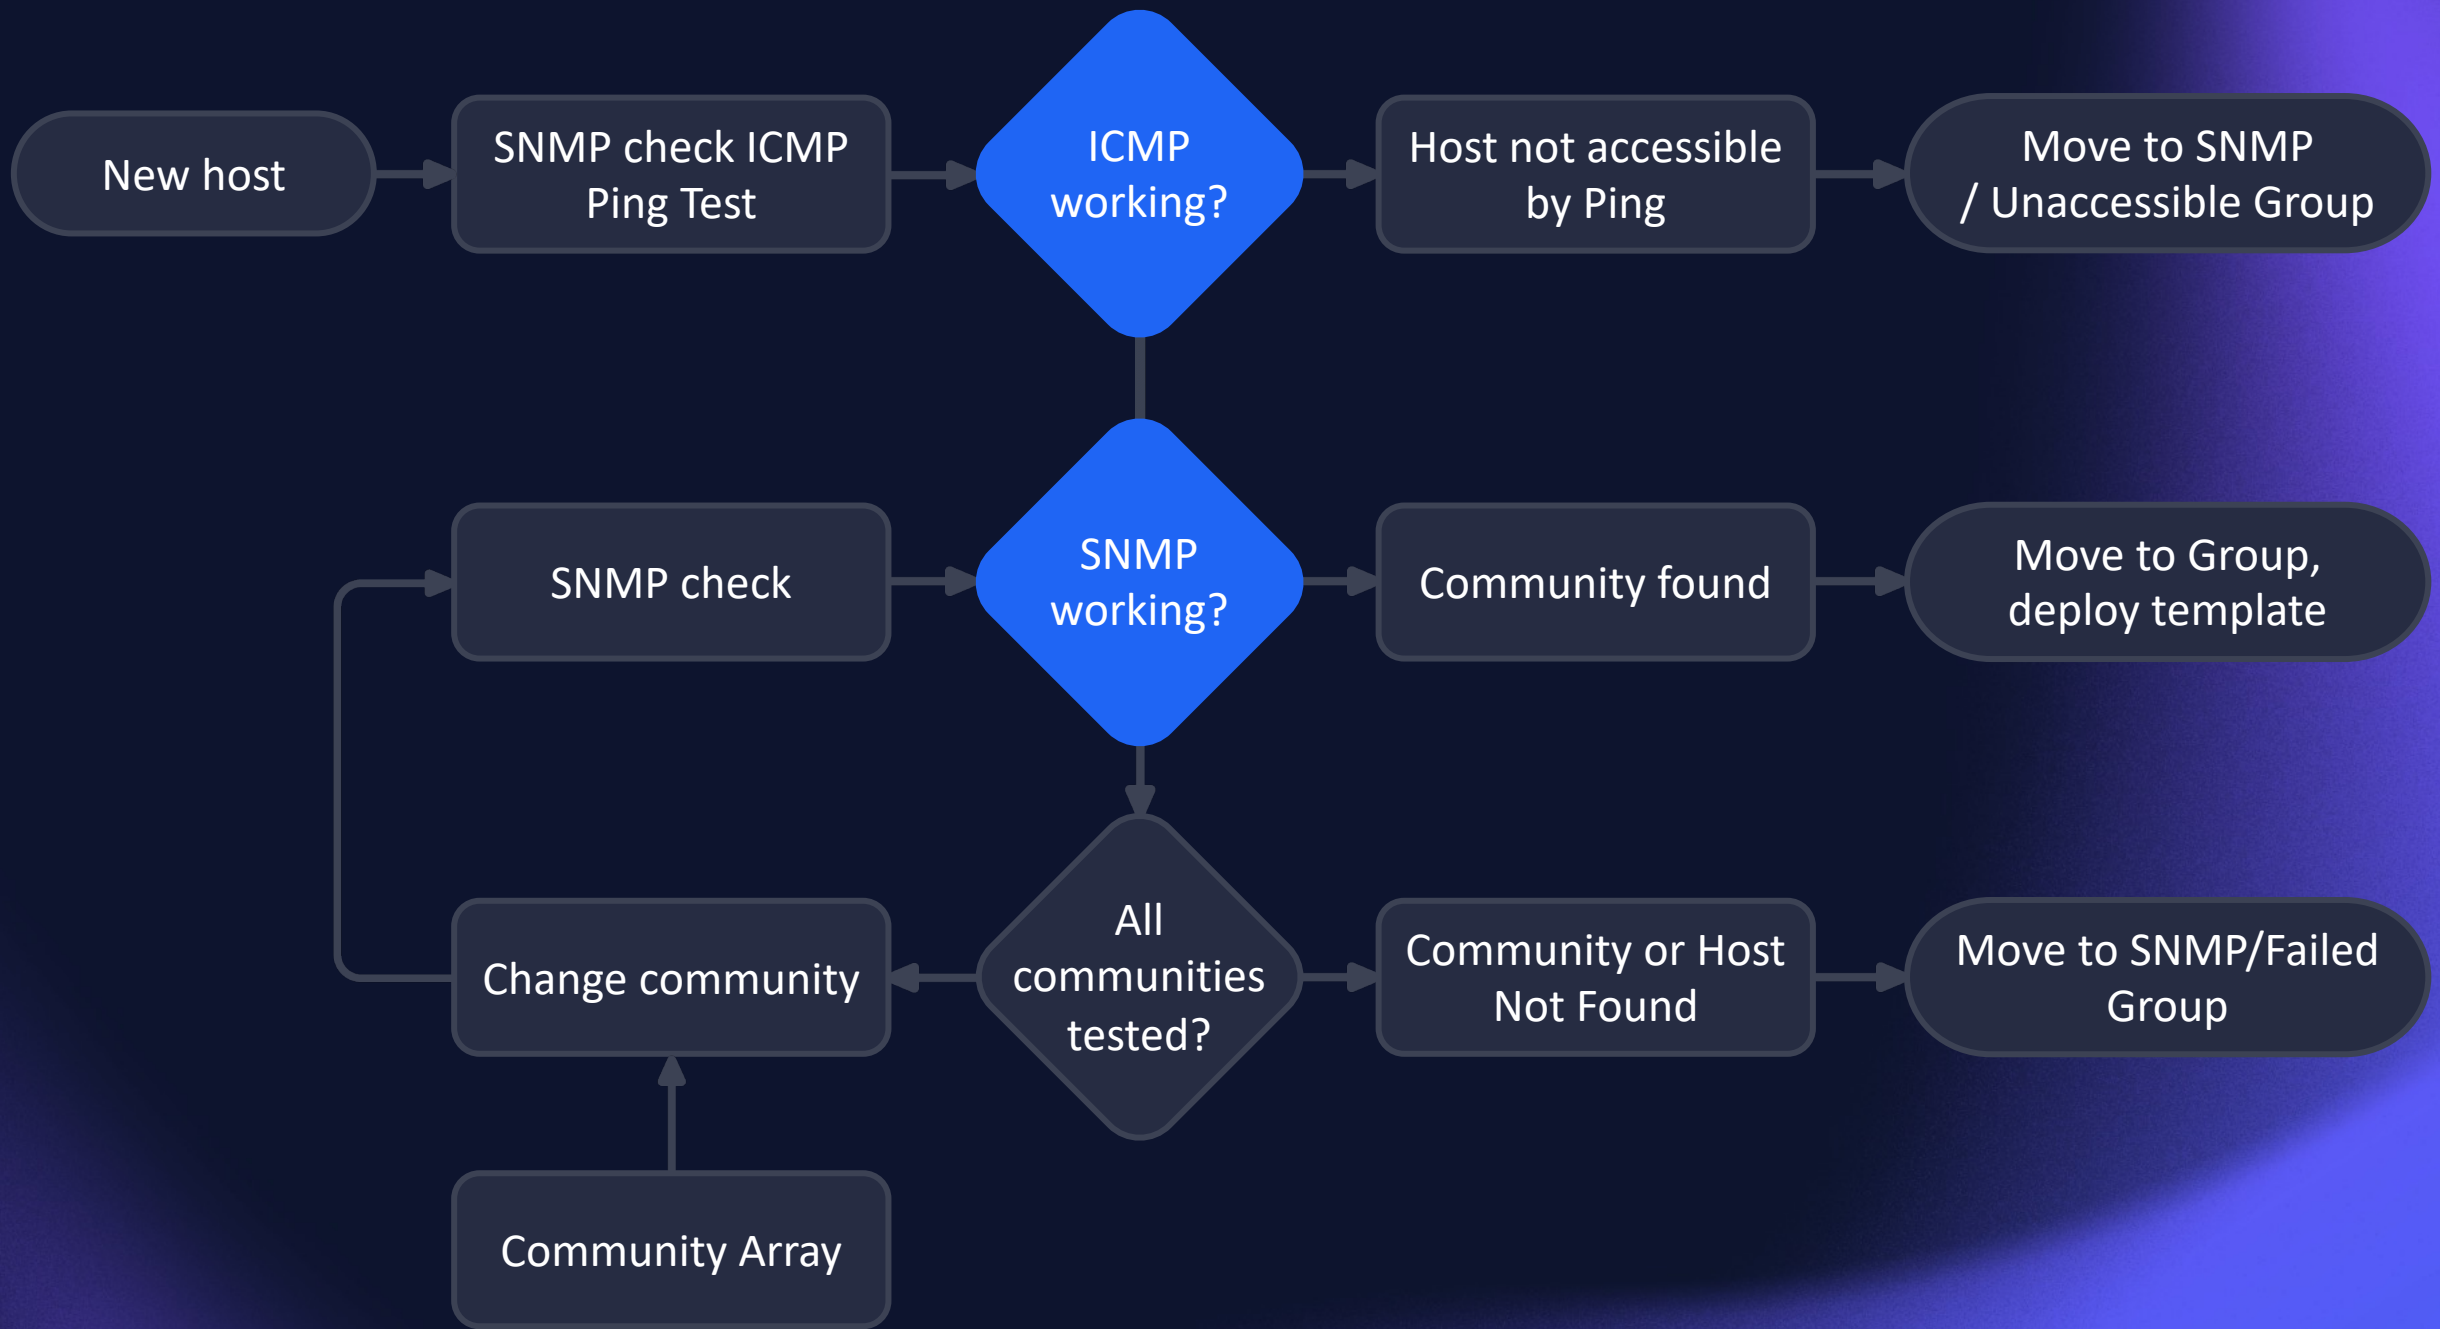 New host
SNMP check ICMP
Ping Test
ICMP
working?
Host not accessible
by Ping
Move to SNMP
/ Unaccessible Group
SNMP check
SNMP
working?
Community found
Move to Group,
deploy template
Change community
All
communities
tested?
Community or Host
Not Found
Move to SNMP/Failed
Group
Community Array